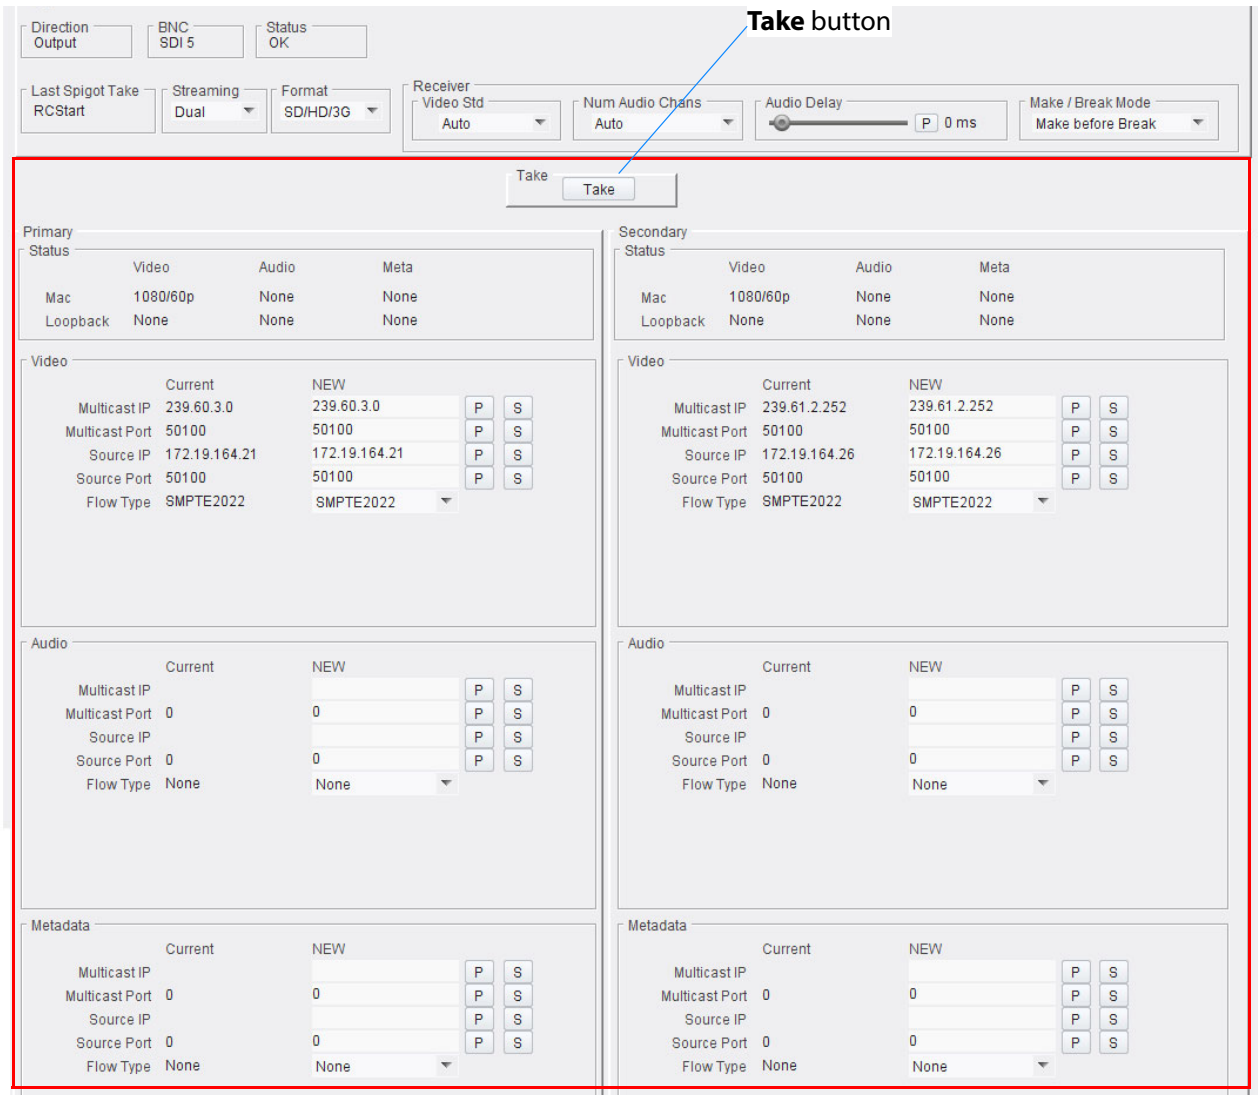 Take button
Direction BNC Status
Output SDI 5 OK
Last Spigot Take Streaming Format Receiver
RCStart Dual SD/HD/3G Video Std Num Audio Chans Audio Delay Make / Break Mode
Auto Auto P 0 ms Make before Break
Take Take
Primary Secondary
Status Status
Video Audio Meta Video Audio Meta
Mac 1080/60p None None Mac 1080/60p None None
Loopback None None None Loopback None None None
Video Video
Current NEW Current NEW
Multicast IP 239.60.3.0 239.60.3.0 P S Multicast IP 239.61.2.252 239.61.2.252 P S
Multicast Port 50100 50100 P S Multicast Port 50100 50100 P S
Source IP 172.19.164.21 172.19.164.21 P S Source IP 172.19.164.26 172.19.164.26 P S
Source Port 50100 50100 P S Source Port 50100 50100 P S
Flow Type SMPTE2022 SMPTE2022 Flow Type SMPTE2022 SMPTE2022
Audio Audio
Current NEW Current NEW
Multicast IP P S Multicast IP P S
Multicast Port 0 0 P S Multicast Port 0 0 P S
Source IP P S Source IP P S
Source Port 0 0 P S Source Port 0 0 P S
Flow Type None None Flow Type None None
Metadata Metadata
Current NEW Current NEW
Multicast IP P S Multicast IP P S
Multicast Port 0 0 P S Multicast Port 0 0 P S
Source IP P S Source IP P S
Source Port 0 0 P S Source Port 0 0 P S
Flow Type None None Flow Type None None